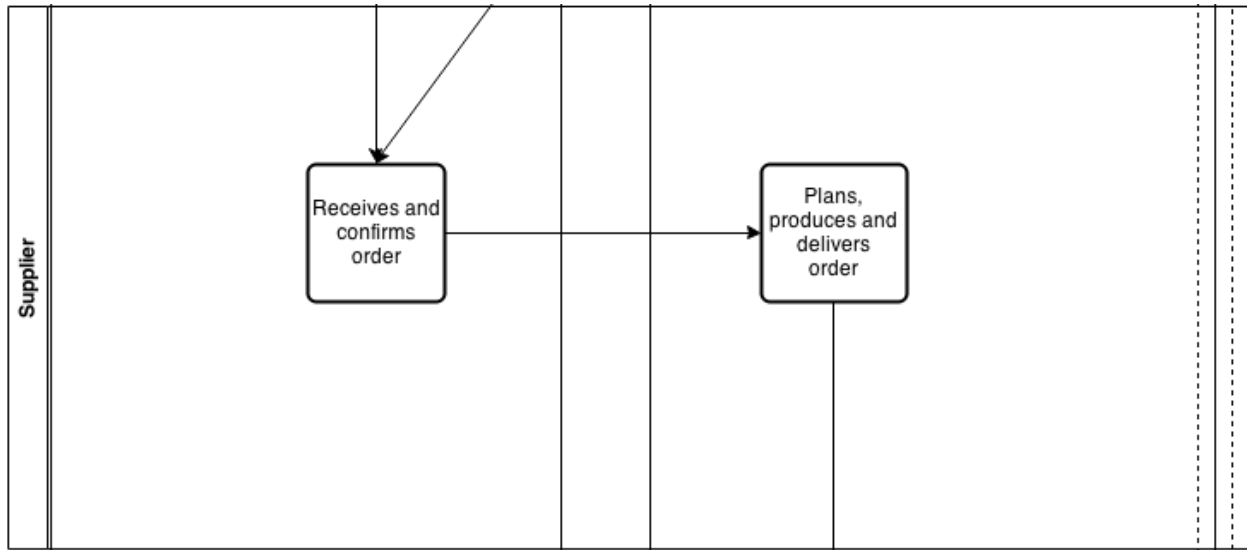 Supplier
Receives and
confirms
order
Plans,
produces and
delivers
order